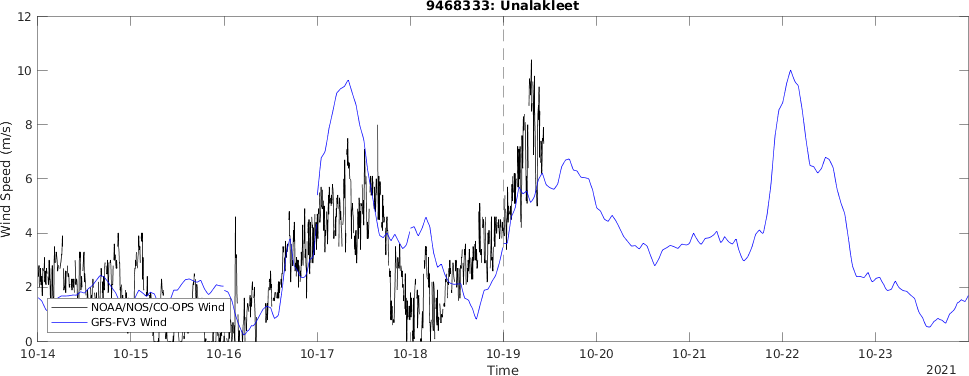 9468333: Unalakleet
Wind Speed (m/s)
12
10
8
6
4
2
0
NOAA/NOS/CO-OPS Wind
GFS-FV3 Wind
10-14 10-15 10-16 10-17 10-18 10-19 10-20 10-21 10-22 10-23
Time
2021